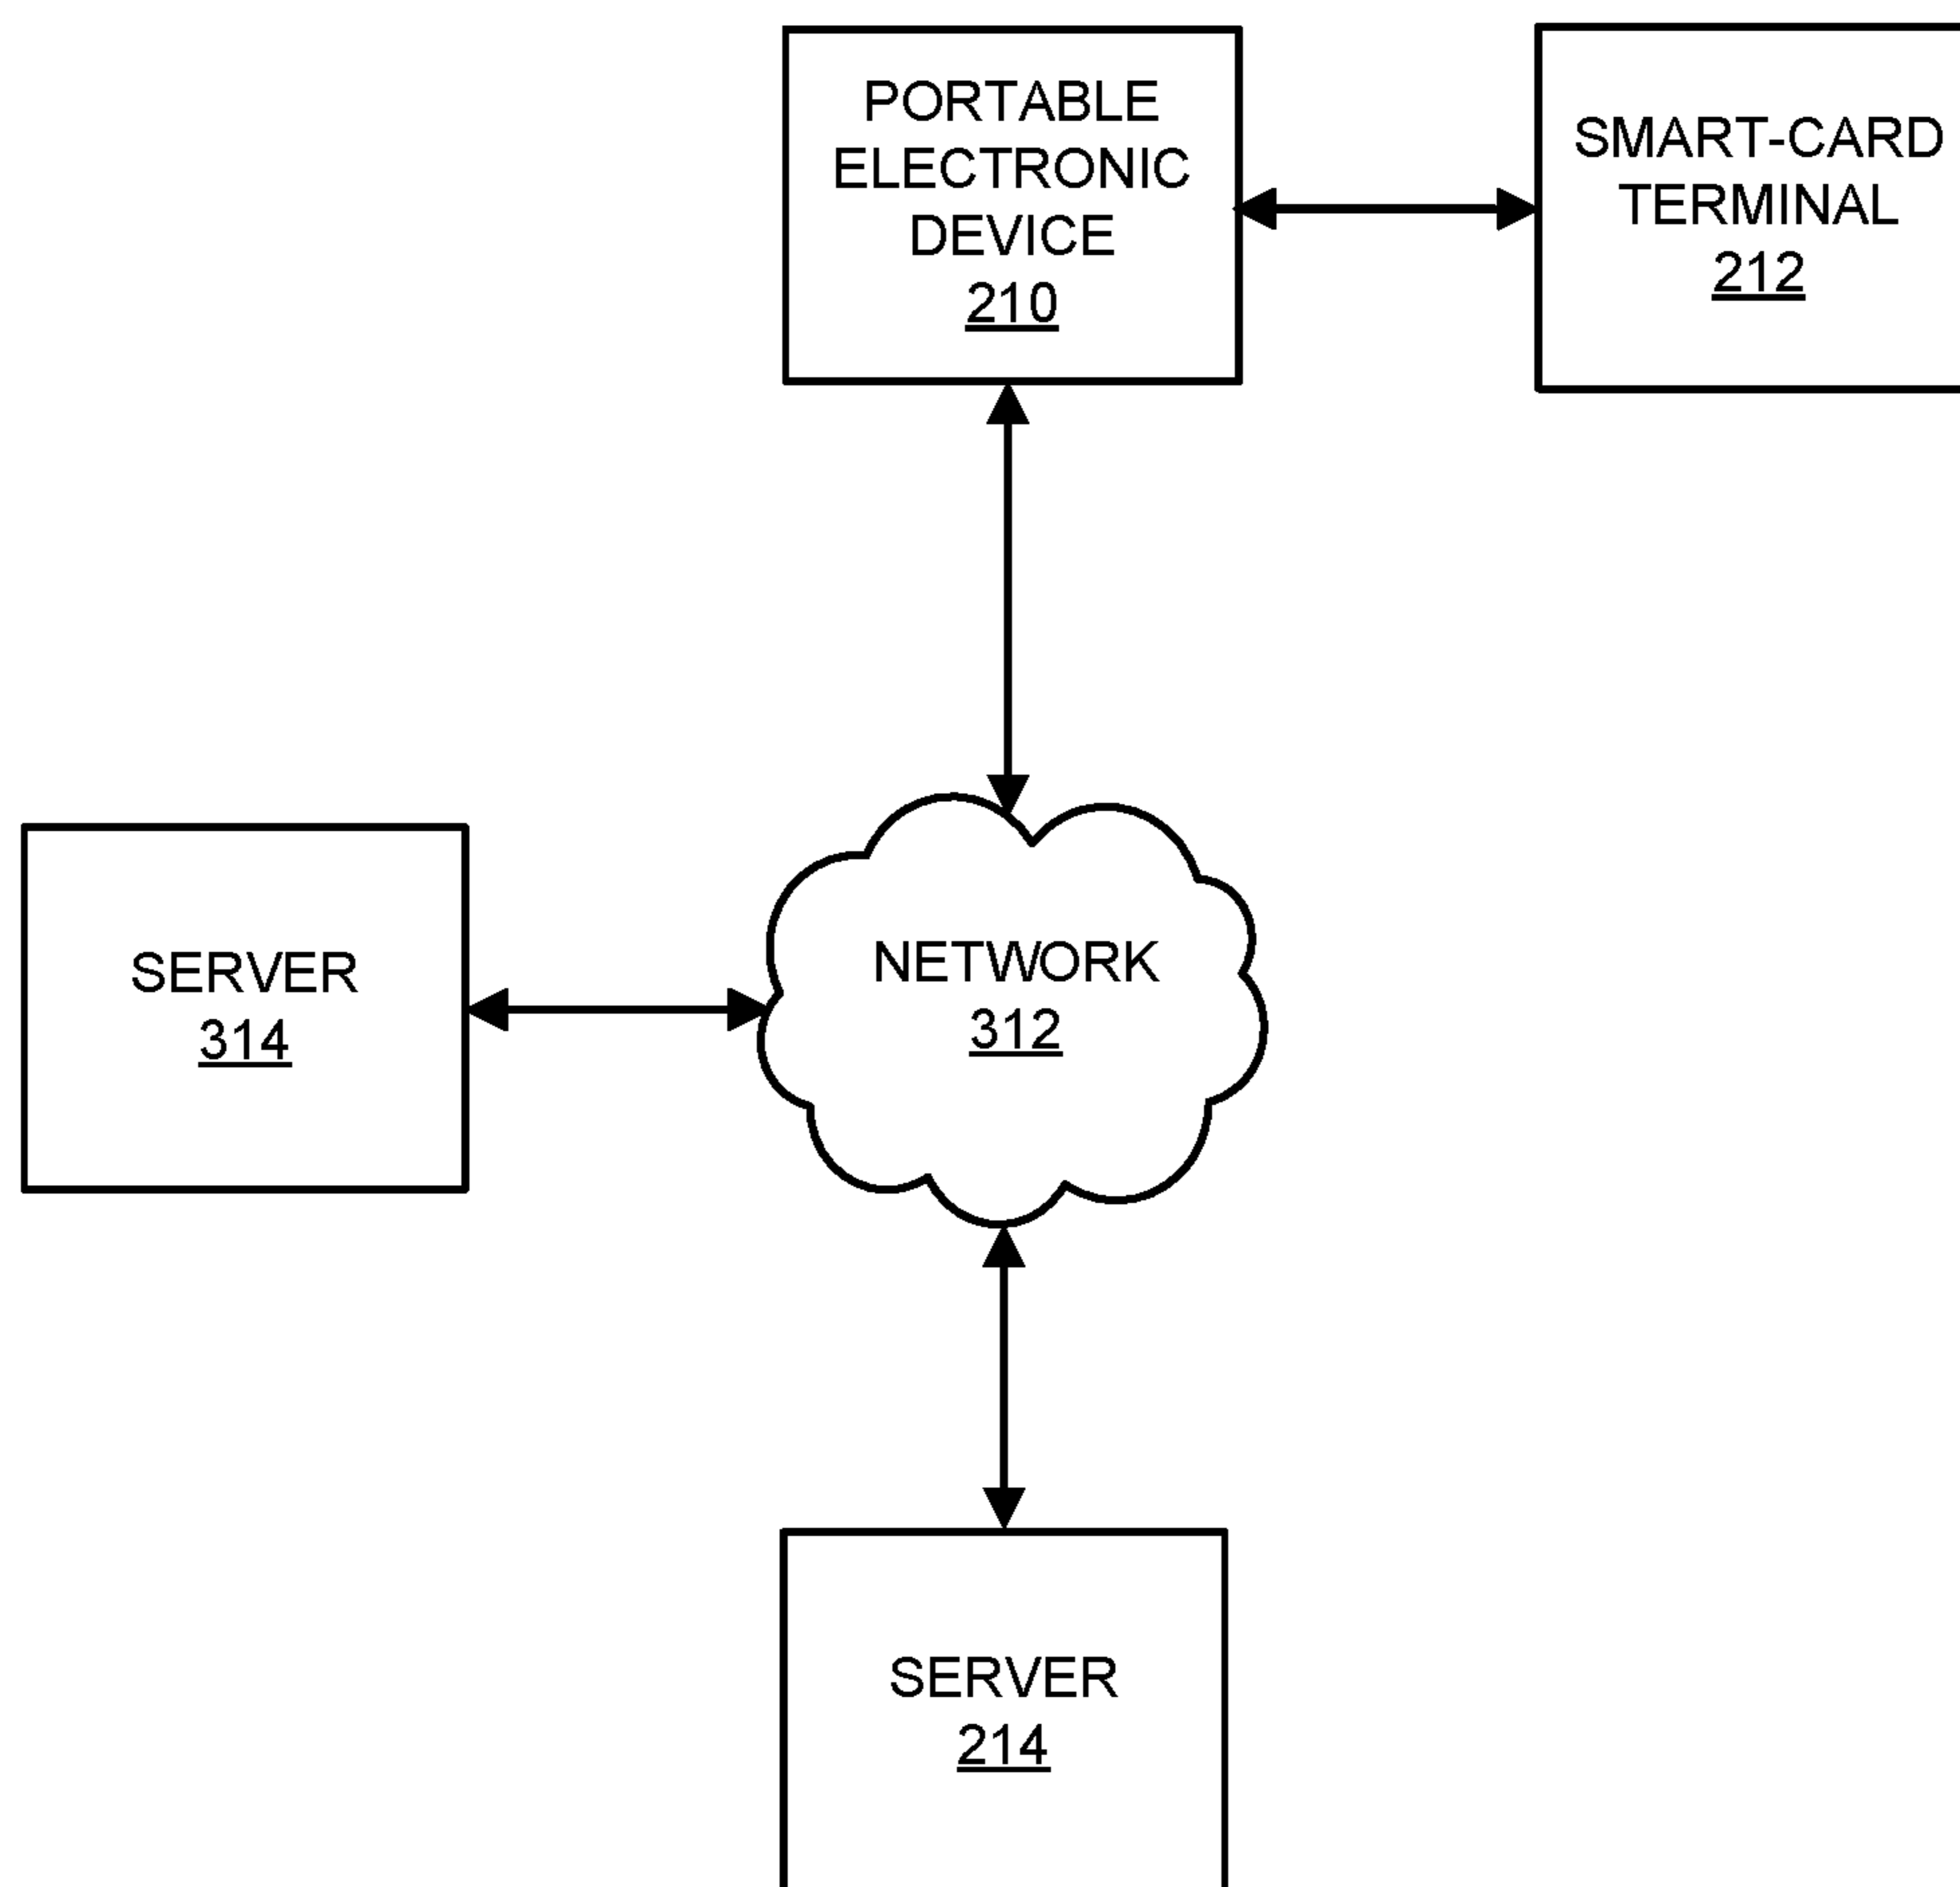 PORTABLE
ELECTRONIC
DEVICE
210
SMART-CARD
TERMINAL
212
SERVER
314
NETWORK
312
SERVER
214